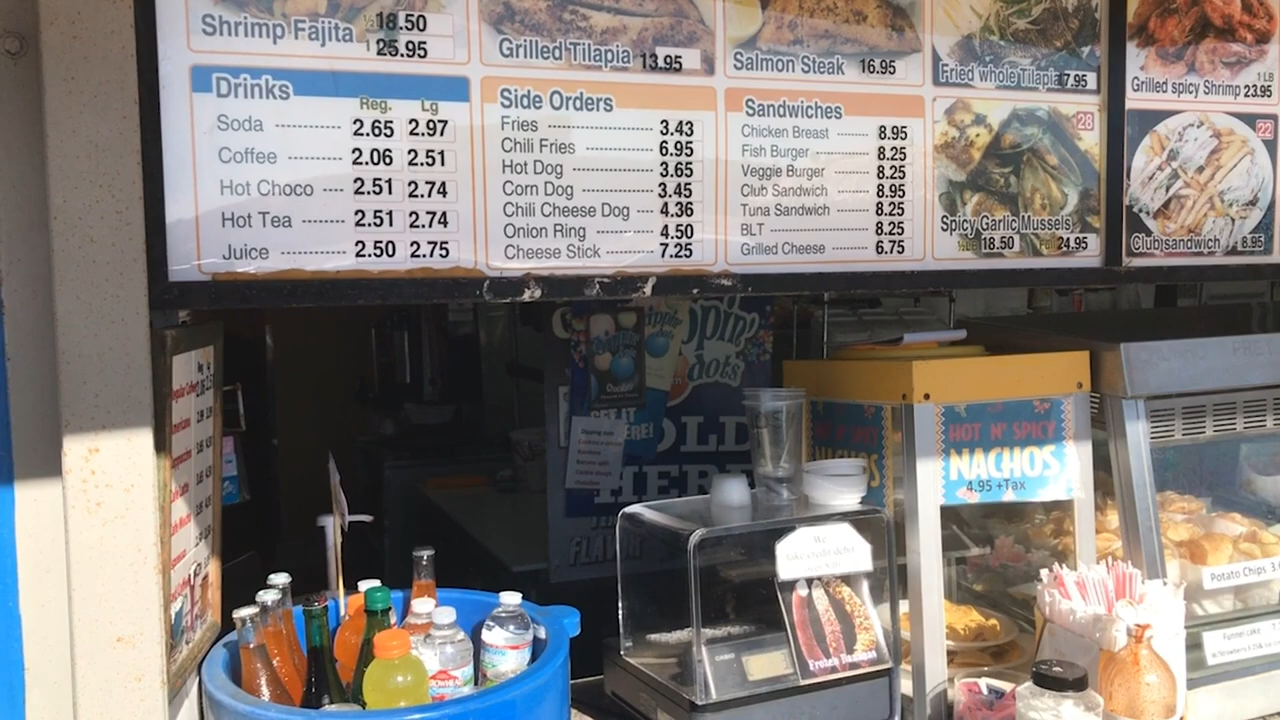 Shrimp Fajita ½ 18.50
1 25.95
Grilled Tilapia 13.95
Salmon Steak 16.95
Fried whole Tilapia 7.95
Grilled spicy Shrimp 1 LB 23.95
Drinks
Reg. Lg
Soda 2.65 2.97
Coffee 2.06 2.51
Hot Choco 2.51 2.74
Hot Tea 2.51 2.74
Juice 2.50 2.75
Side Orders
Fries 3.43
Chili Fries 6.95
Hot Dog 3.65
Corn Dog 3.45
Chili Cheese Dog 4.36
Onion Ring 4.50
Cheese Stick 7.25
Sandwiches
Chicken Breast 8.95
Fish Burger 8.25
Veggie Burger 8.25
Club Sandwich 8.95
Tuna Sandwich 8.25
BLT 8.25
Grilled Cheese 6.75
28
Spicy Garlic Mussels
18.50 24.95
22
Club sandwich 8.95
dots
HERE
FLAVOR
HOT N' SPICY
NACHOS
4.95 +Tax
We
take credit debit
CASIO
Frozen Bananas
Potato Chips
Funnel cake